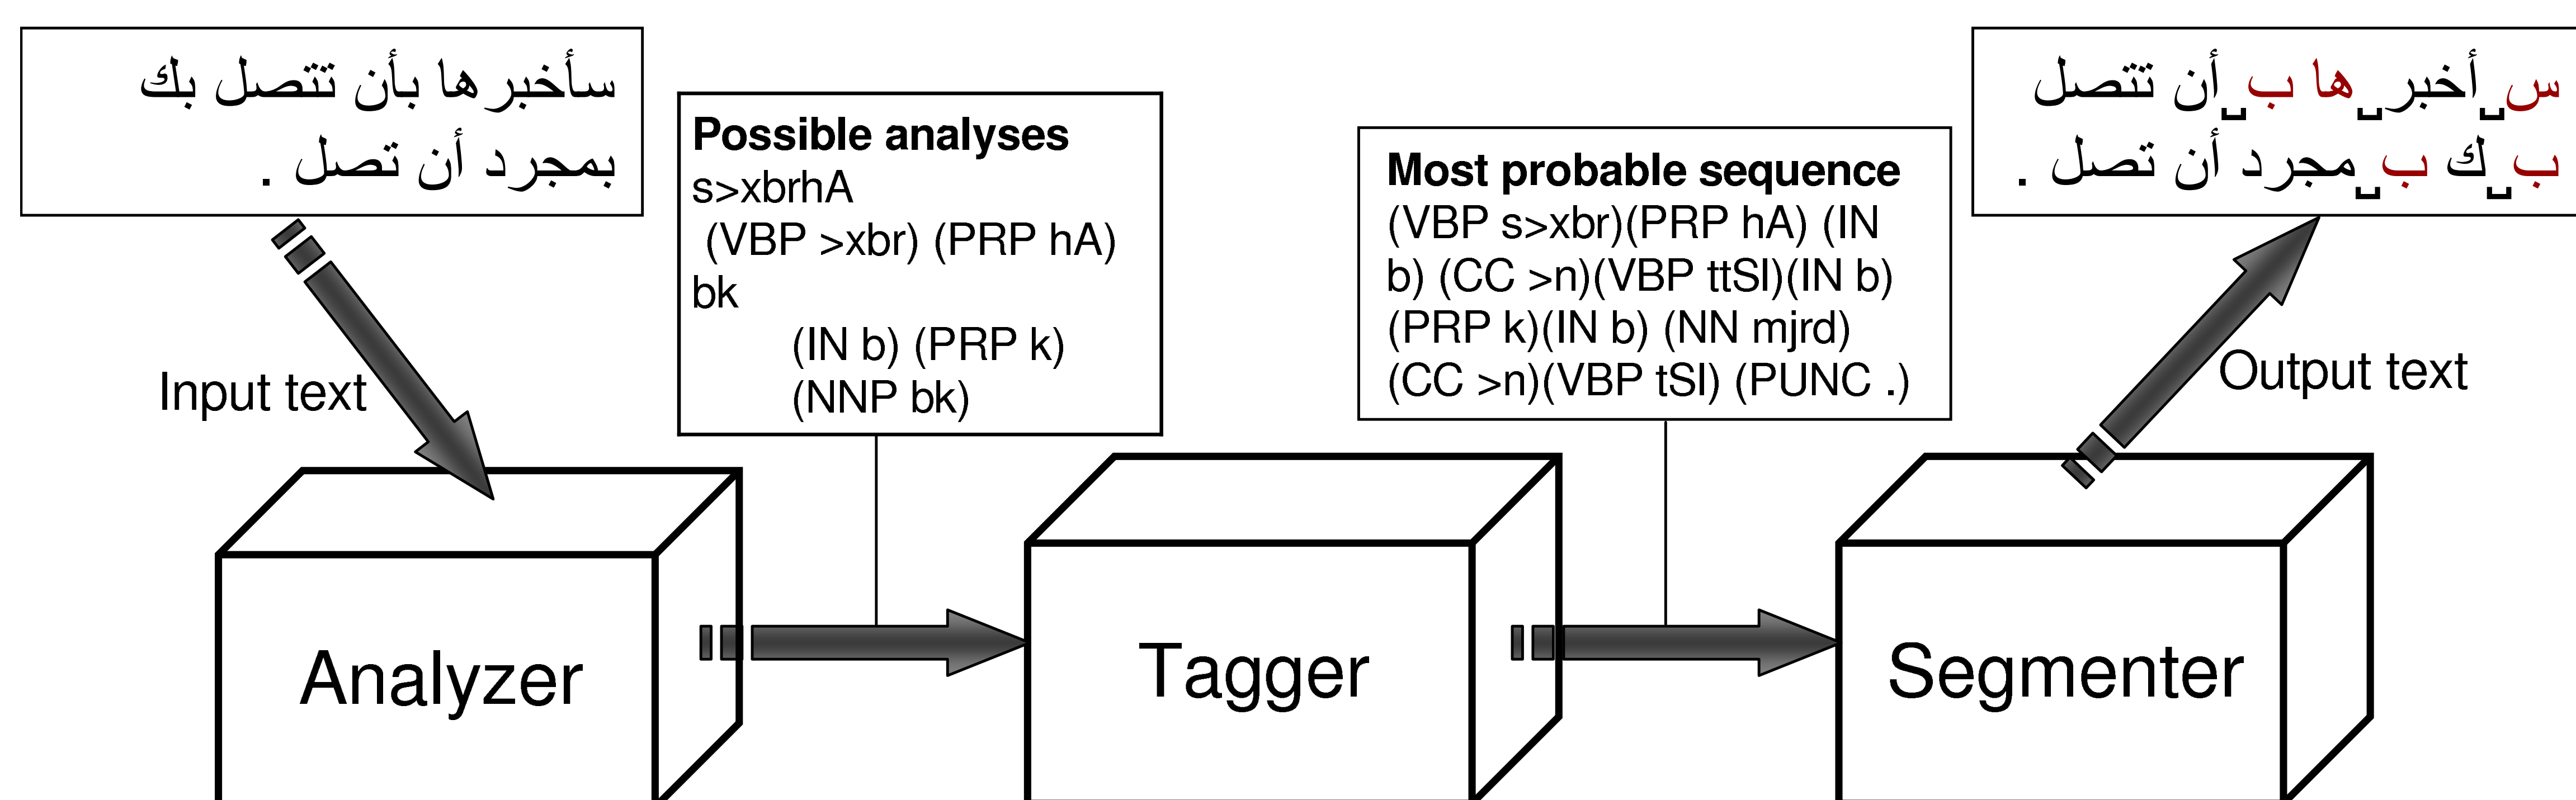 سأخبرها بأن تتصل بك
بمجرد أن تصل .
Input text
Possible analyses
s>xbrhA
(VBP >xbr) (PRP hA)
bk
(IN b) (PRP k)
(NNP bk)
Most probable sequence
(VBP s>xbr)(PRP hA) (IN
b) (CC >n)(VBP ttSl)(IN b)
(PRP k)(IN b) (NN mjrd)
(CC >n)(VBP tSl) (PUNC .)
س␣أخبر␣ها ب␣أن تتصل
ب␣ك ب␣مجرد أن تصل .
Output text
Analyzer
Tagger
Segmenter